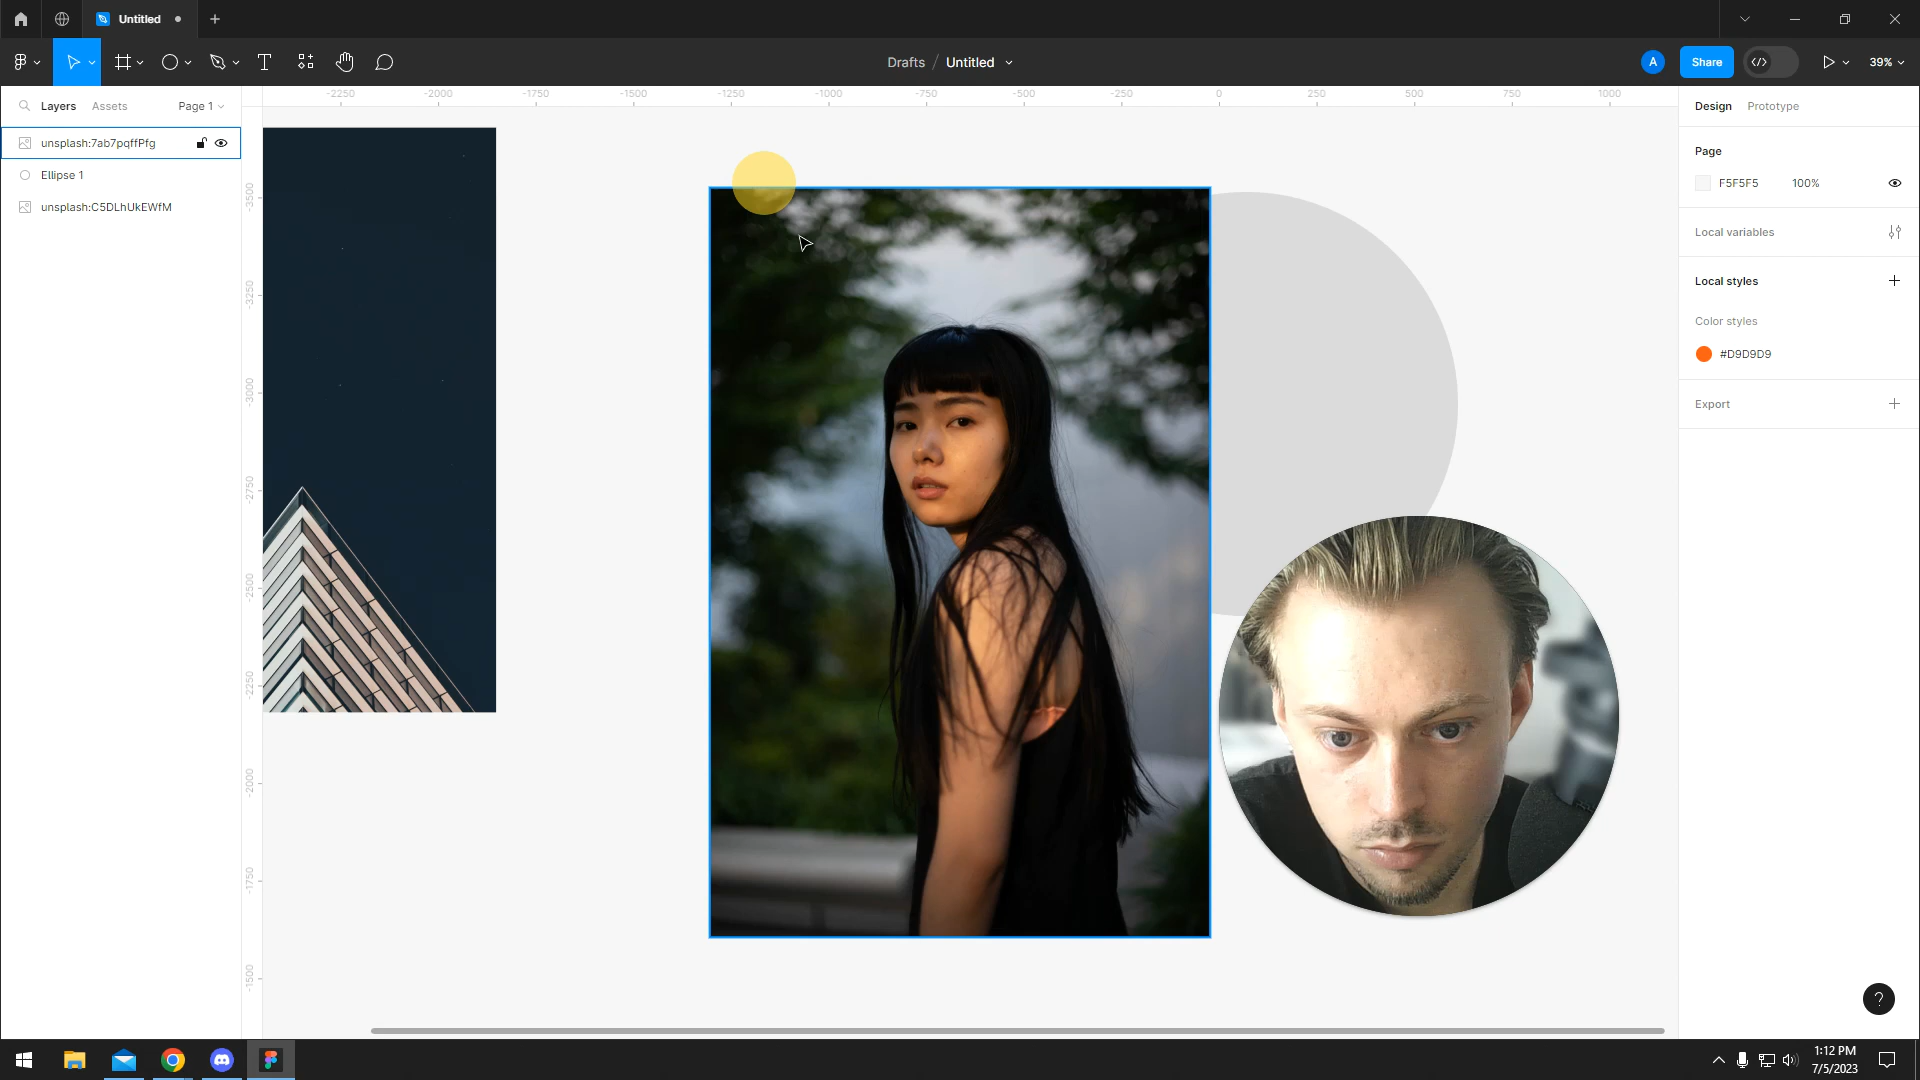 Untitled
Drafts / Untitled
A
Share
39%
Layers
Assets
Page 1
-2250
-2000
-1750
-1500
-1250
-1000
-750
-500
-250
0
250
500
750
1000
Design
Prototype
unsplash:7ab7pqffPfg
Ellipse 1
unsplash:C5DLhUkEWfM
-3500
-3250
-3000
-2750
-2500
-2250
-2000
-1750
-1500
Page
F5F5F5
100%
Local variables
Local styles
Color styles
#D9D9D9
Export
?
1:12 PM
7/5/2023